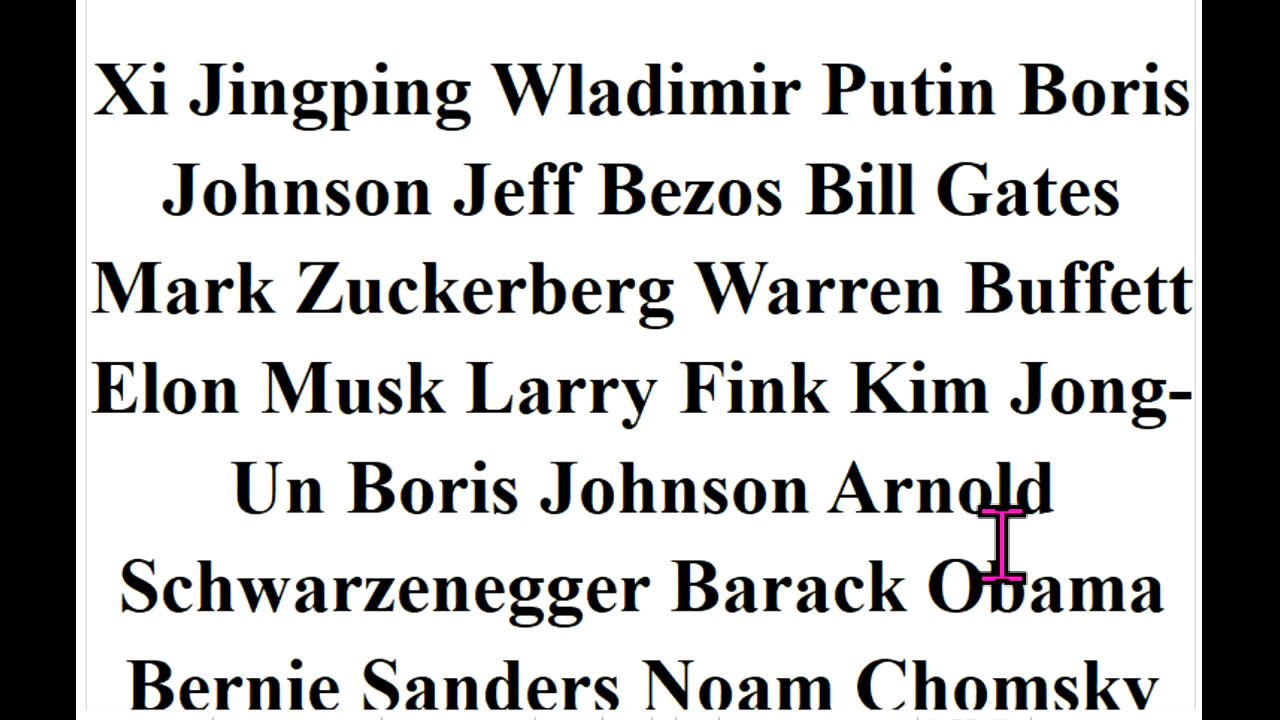 Xi Jingping Wladimir Putin Boris
Johnson Jeff Bezos Bill Gates
Mark Zuckerberg Warren Buffett
Elon Musk Larry Fink Kim Jong-
Un Boris Johnson Arnold
Schwarzenegger Barack Obama
Bernie Sanders Noam Chomsky